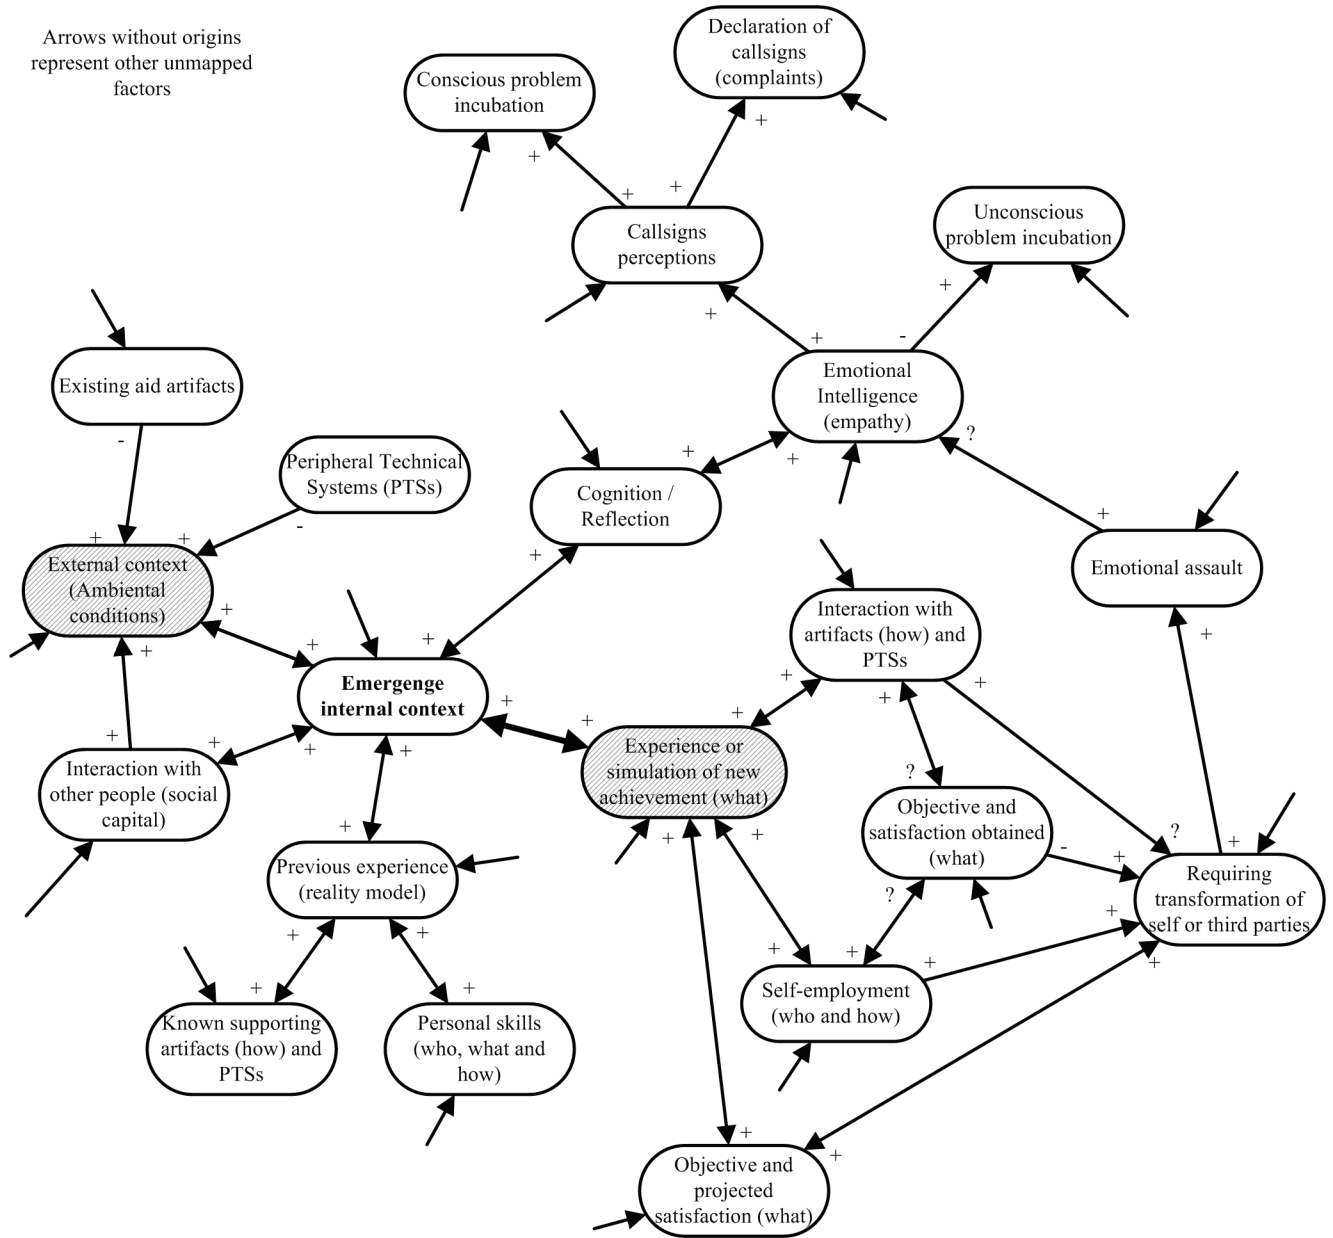 Arrows without origins
represent other unmapped
factors
Declaration of
callsigns
(complaints)
Conscious problem
incubation
+
+
+
+
Callsigns
perceptions
Unconscious
problem incubation
+
+
+
-
Existing aid artifacts
-
Emotional
Intelligence
(empathy)
?
Peripheral Technical
Systems (PTSs)
-
+
+
Cognition /
Reflection
+
+
External context
(Ambiental
conditions)
+
+
+
+
+
+
Emotional assault
+
Interaction with
artifacts (how) and
PTSs
+
+
+
+
Emergenge
internal context
+
+
+
+
+
Interaction with
other people (social
capital)
+
+
+
Experience or
simulation of new
achievement (what)
+
+
?
Objective and
satisfaction obtained
(what)
-
+
?
+
?
Previous experience
(reality model)
+
+
Requiring
transformation of
self or third parties
+
+
+
+
+
+
Self-employment
(who and how)
+
Known supporting
artifacts (how) and
PTSs
Personal skills
(who, what and
how)
+
+
Objective and
projected
satisfaction (what)